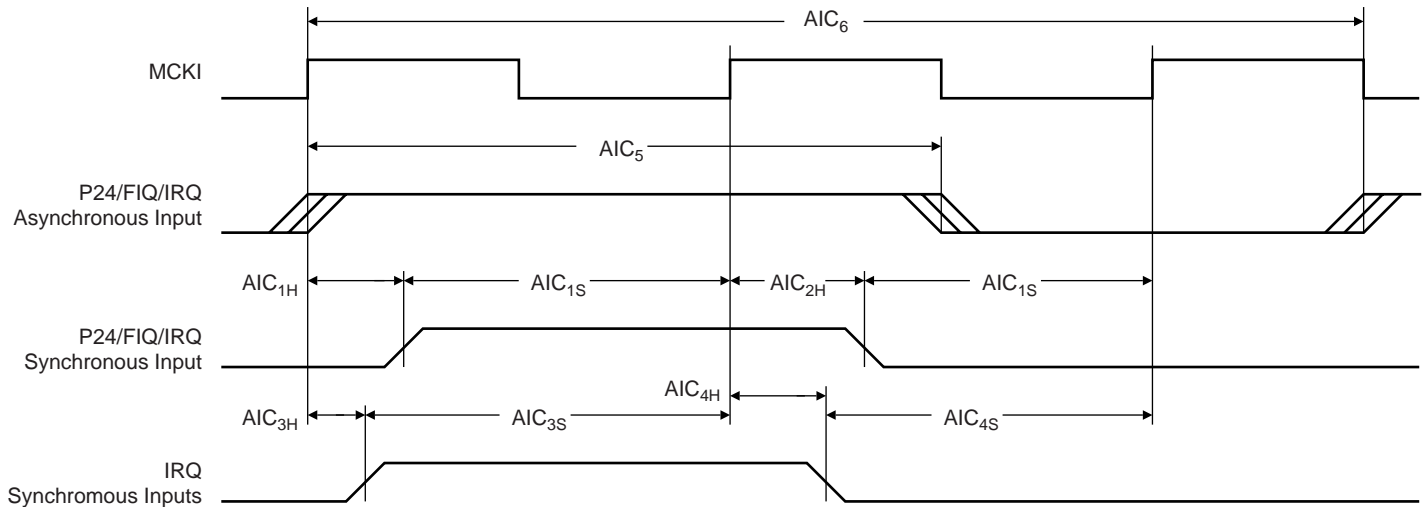 AIC6
MCKI
AIC5
P24/FIQ/IRQ
Asynchronous Input
AIC1H
AIC1S
AIC2H
AIC1S
P24/FIQ/IRQ
Synchronous Input
AIC4H
AIC3H
AIC3S
AIC4S
IRQ
Synchromous Inputs